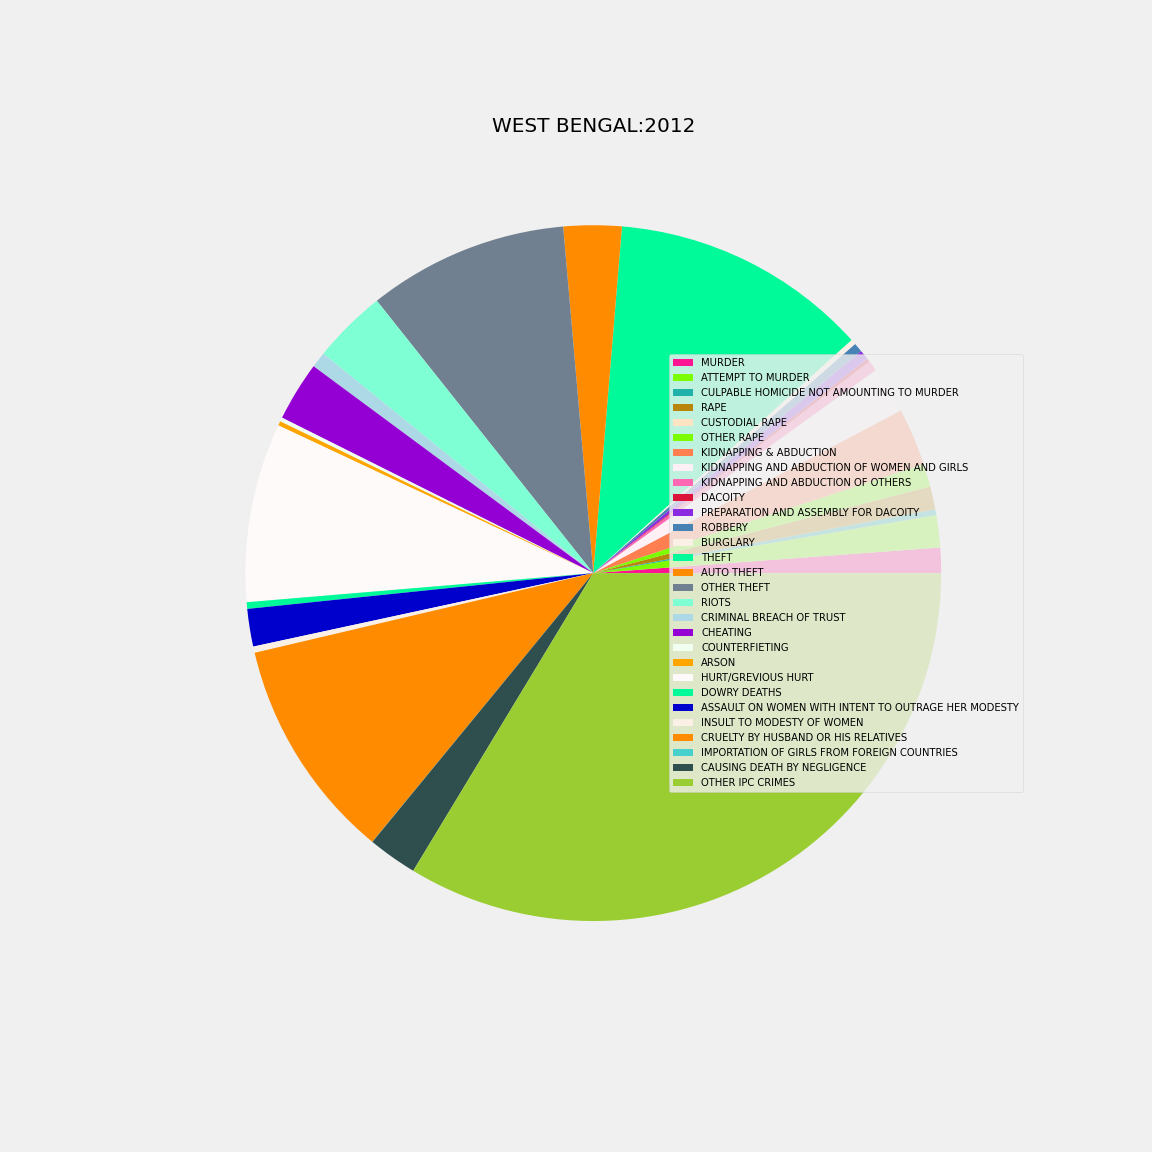 WEST BENGAL:2012
MURDER
ATTEMPT TO MURDER
CULPABLE HOMICIDE NOT AMOUNTING TO MURDER
RAPE
CUSTODIAL RAPE
OTHER RAPE
KIDNAPPING & ABDUCTION
KIDNAPPING AND ABDUCTION OF WOMEN AND GIRLS
KIDNAPPING AND ABDUCTION OF OTHERS
DACOITY
PREPARATION AND ASSEMBLY FOR DACOITY
ROBBERY
BURGLARY
THEFT
AUTO THEFT
OTHER THEFT
RIOTS
CRIMINAL BREACH OF TRUST
CHEATING
COUNTERFIETING
ARSON
HURT/GREVIOUS HURT
DOWRY DEATHS
ASSAULT ON WOMEN WITH INTENT TO OUTRAGE HER MODESTY
INSULT TO MODESTY OF WOMEN
CRUELTY BY HUSBAND OR HIS RELATIVES
IMPORTATION OF GIRLS FROM FOREIGN COUNTRIES
CAUSING DEATH BY NEGLIGENCE
OTHER IPC CRIMES